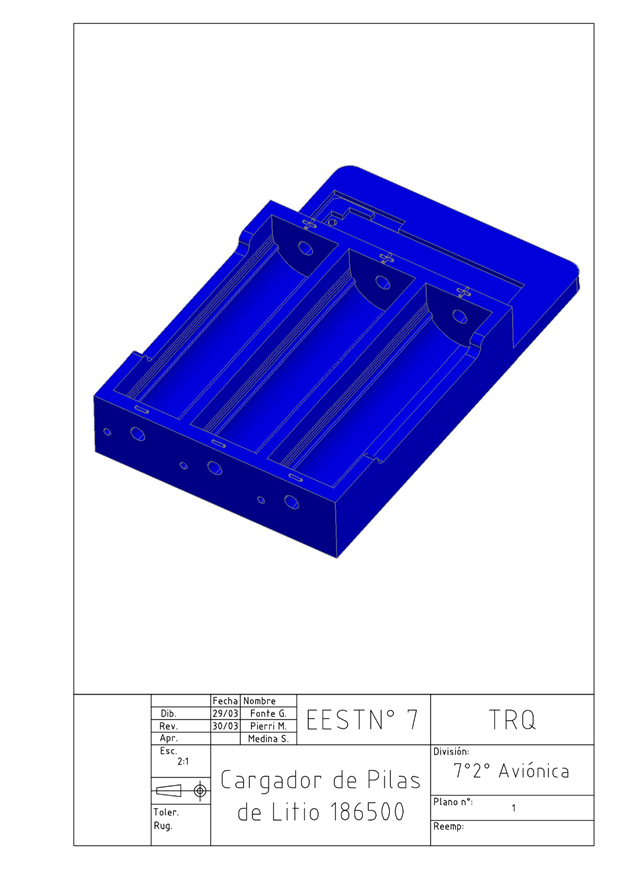 Fecha Nombre
Dib. 29/03 Fonte G.
Rev. 30/03 Pierri M.
Apr. Medina S.
EESTN° 7
TRQ
Esc.
2:1
Toler.
Rug.
Cargador de Pilas
de Litio 186500
División:
7°2° Aviónica
Plano n°: 1
Reemp: